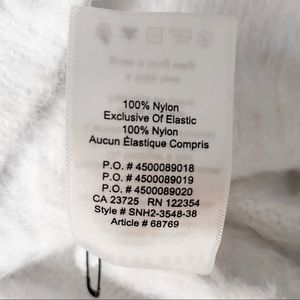 100% Nylon
Exclusive Of Elastic
100% Nylon
Aucun Élastique Compris
P.O. # 4500089018
P.O. # 4500089019
P.O. # 4500089020
CA 23725 RN 122354
Style # SNH2-3548-38
Article # 68769